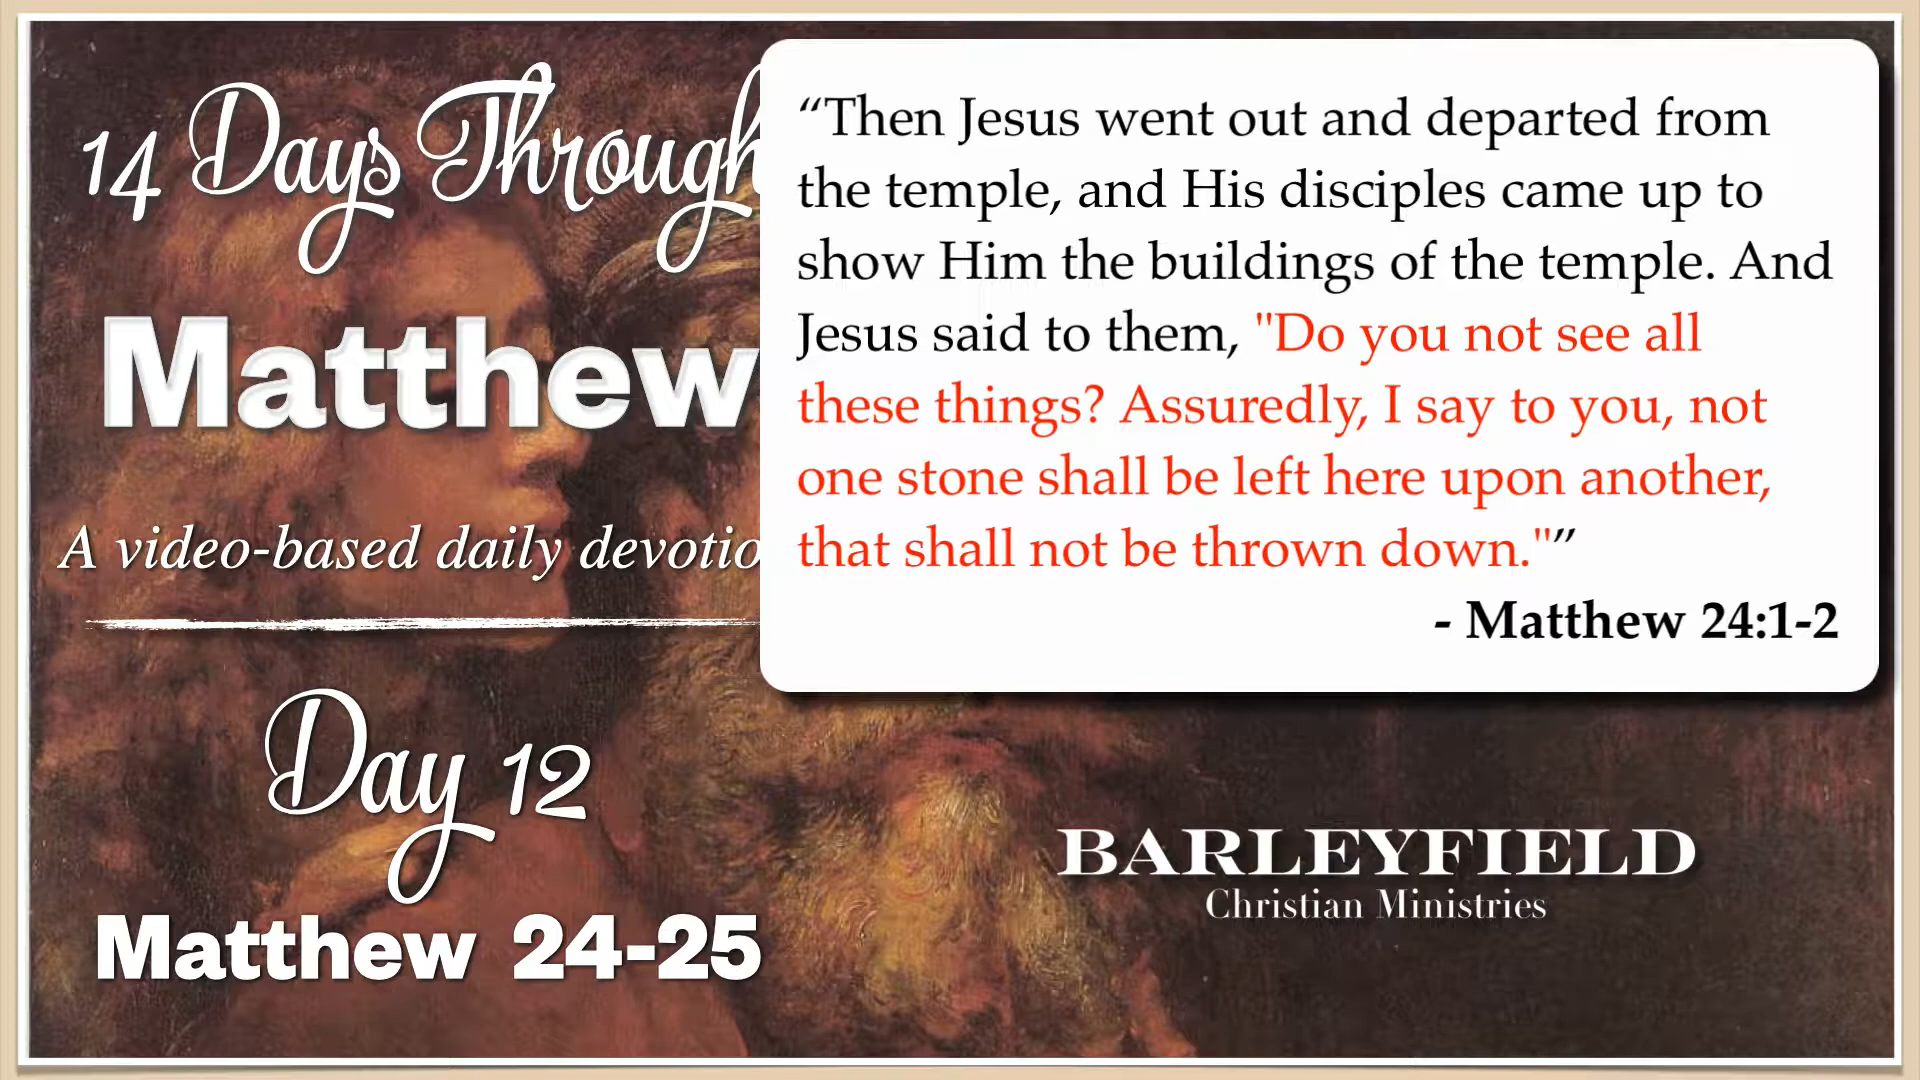 14 Days Through
Matthew
A video-based daily devotio
Day 12
Matthew 24-25
“Then Jesus went out and departed from
the temple, and His disciples came up to
show Him the buildings of the temple. And
Jesus said to them, "Do you not see all
these things? Assuredly, I say to you, not
one stone shall be left here upon another,
that shall not be thrown down."”
- Matthew 24:1-2
BARLEYFIELD
Christian Ministries